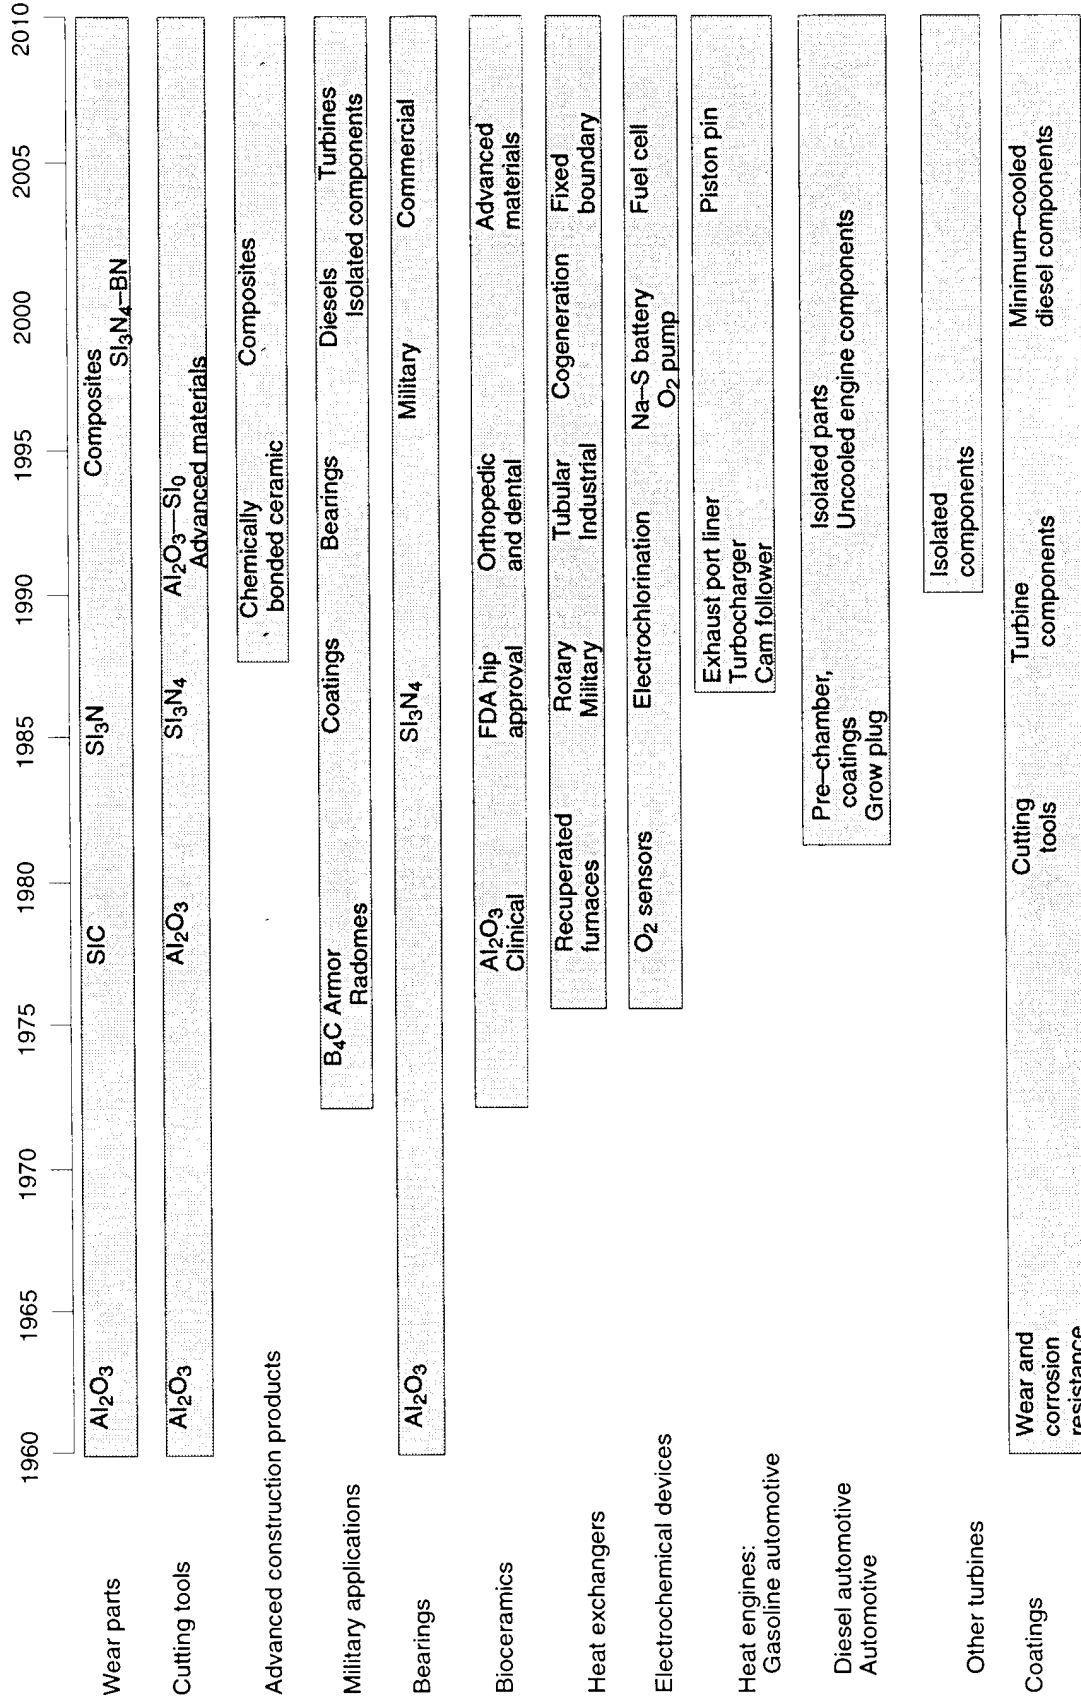 1960 1965 1970 1975 1980 1985 1990 1995 2000 2005 2010
Wear parts
Al₂O₃
SIC
SI₃N
Composites
SI₃N₄–BN
Cutting tools
Al₂O₃
Al₂O₃
SI₃N₄
Al₂O₃—SI₀
Advanced materials
Advanced construction products
Chemically
bonded ceramic
Composites
Military applications
B₄C Armor
Radomes
Coatings
Bearings
Diesels
Turbines
Isolated components
Bearings
Al₂O₃
SI₃N₄
Military
Commercial
Bioceramics
Al₂O₃
Clinical
FDA hip
approval
Orthopedic
and dental
Advanced
materials
Heat exchangers
Recuperated
furnaces
Rotary
Military
Tubular
Industrial
Cogeneration
Fixed
boundary
Electrochemical devices
O₂ sensors
Electrochlorination
Na–S battery
O₂ pump
Fuel cell
Heat engines:
Gasoline automotive
Exhaust port liner
Turbocharger
Cam follower
Piston pin
Diesel automotive
Automotive
Pre–chamber,
coatings
Grow plug
Isolated parts
Uncooled engine components
Other turbines
Isolated
components
Coatings
Wear and
corrosion
resistance
Cutting
tools
Turbine
components
Minimum–cooled
diesel components